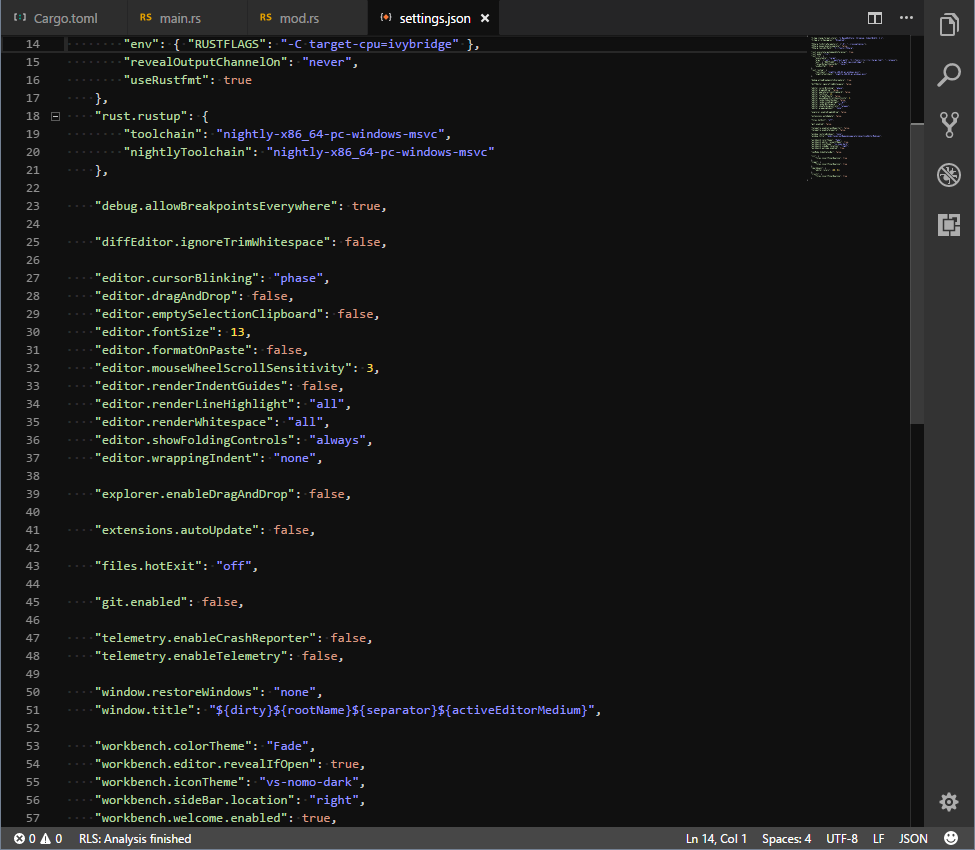 Cargo.toml RS main.rs RS mod.rs settings.json
14 "env": { "RUSTFLAGS": "-C target-cpu=ivybridge" },
15 "revealOutputChannelOn": "never",
16 "useRustfmt": true
17 },
18 "rust.rustup": {
19 "toolchain": "nightly-x86_64-pc-windows-msvc",
20 "nightlyToolchain": "nightly-x86_64-pc-windows-msvc"
21 },
22
23 "debug.allowBreakpointsEverywhere": true,
24
25 "diffEditor.ignoreTrimWhitespace": false,
26
27 "editor.cursorBlinking": "phase",
28 "editor.dragAndDrop": false,
29 "editor.emptySelectionClipboard": false,
30 "editor.fontSize": 13,
31 "editor.formatOnPaste": false,
32 "editor.mouseWheelScrollSensitivity": 3,
33 "editor.renderIndentGuides": false,
34 "editor.renderLineHighlight": "all",
35 "editor.renderWhitespace": "all",
36 "editor.showFoldingControls": "always",
37 "editor.wrappingIndent": "none",
38
39 "explorer.enableDragAndDrop": false,
40
41 "extensions.autoUpdate": false,
42
43 "files.hotExit": "off",
44
45 "git.enabled": false,
46
47 "telemetry.enableCrashReporter": false,
48 "telemetry.enableTelemetry": false,
49
50 "window.restoreWindows": "none",
51 "window.title": "${dirty}${rootName}${separator}${activeEditorMedium}",
52
53 "workbench.colorTheme": "Fade",
54 "workbench.editor.revealIfOpen": true,
55 "workbench.iconTheme": "vs-nomo-dark",
56 "workbench.sideBar.location": "right",
57 "workbench.welcome.enabled": true,
0 0 RLS: Analysis finished Ln 14, Col 1 Spaces: 4 UTF-8 LF JSON